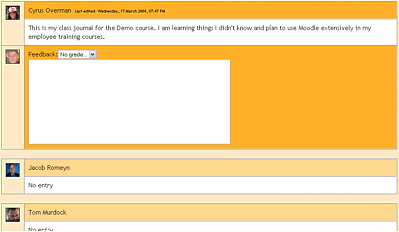 Cyrus Overman Last edited: Wednesday, 17 March 2004, 07:47 PM
This is my class journal for the Demo course. I am learning things I didn't know and plan to use Moodle extensively in my
employee training courses.
Feedback: No grade..
Jacob Romeyn
No entry
Tom Murdock
No entry